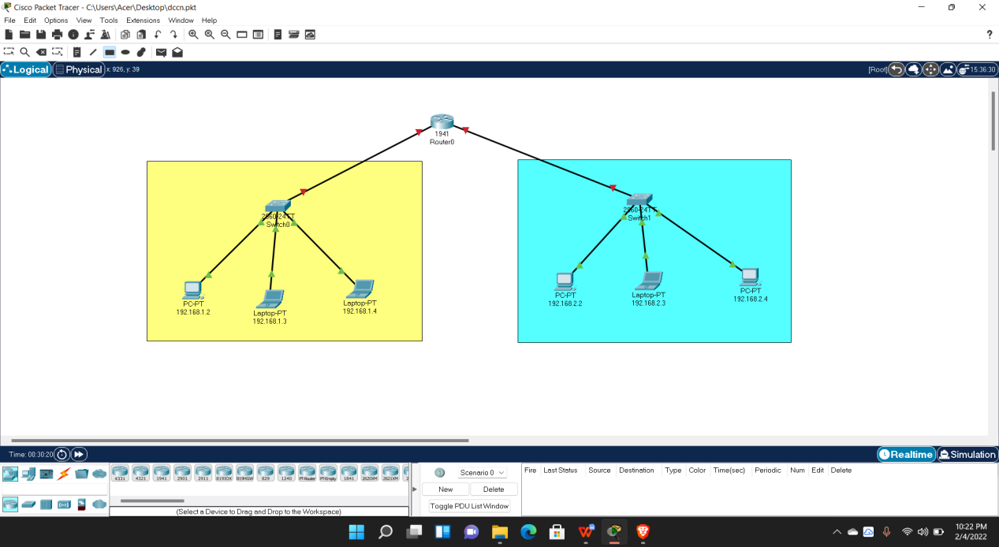 Cisco Packet Tracer - C:\Users\Acer\Desktop\dccn.pkt
File Edit Options View Tools Extensions Window Help
?
Logical Physical x: 926, y: 39 [Root] 15:36:30
1941
Router0
2960-24TT
Switch0
2960-24TT
Switch1
PC-PT
192.168.1.2
Laptop-PT
192.168.1.3
Laptop-PT
192.168.1.4
PC-PT
192.168.2.2
Laptop-PT
192.168.2.3
PC-PT
192.168.2.4
Time: 00:30:20 Realtime Simulation
4331 4321 1941 2901 2911 819IOX 819HGW 829 1240 PT-Router PT-Empty 1841 2620XM 2621XM 2
(Select a Device to Drag and Drop to the Workspace)
Scenario 0
New Delete
Toggle PDU List Window
Fire Last Status Source Destination Type Color Time(sec) Periodic Num Edit Delete
10:22 PM
2/4/2022